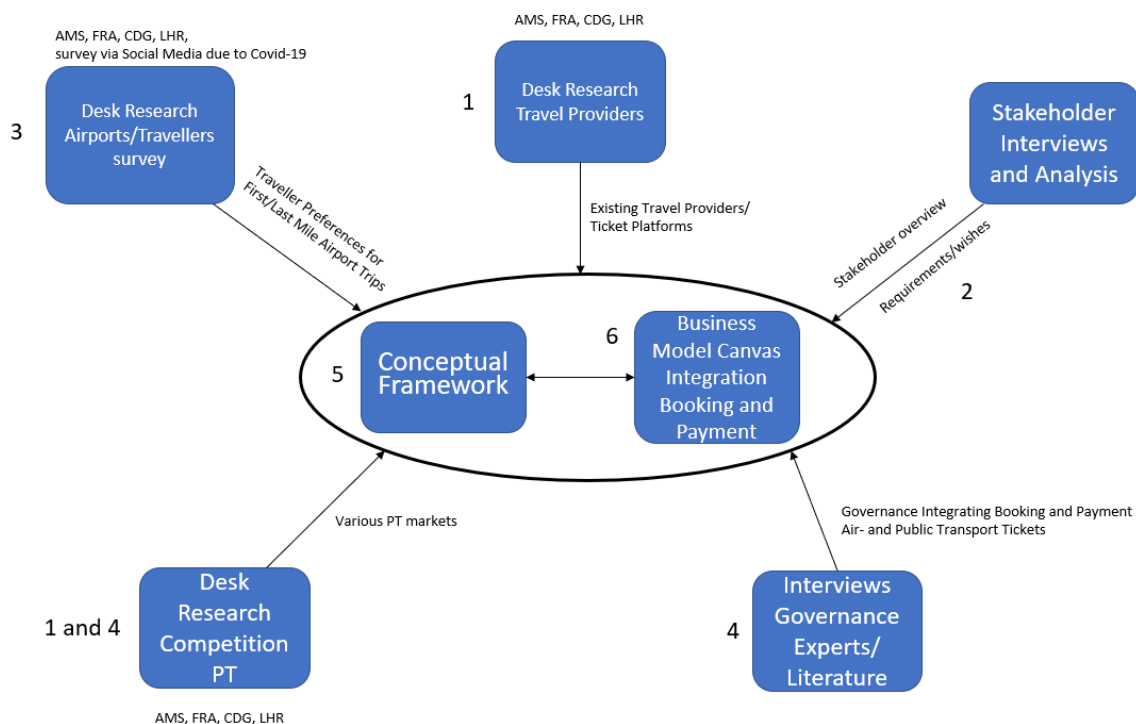 AMS, FRA, CDG, LHR,
survey via Social Media due to Covid-19
3
Desk Research
Airports/Travellers
survey
Traveller Preferences for
First/Last Mile Airport Trips
AMS, FRA, CDG, LHR
1
Desk Research
Travel Providers
Existing Travel Providers/
Ticket Platforms
Stakeholder
Interviews
and Analysis
Stakeholder overview
Requirements/wishes
2
5
Conceptual
Framework
6
Business
Model Canvas
Integration
Booking and
Payment
Various PT markets
1 and 4
Desk
Research
Competition
PT
AMS, FRA, CDG, LHR
Governance Integrating Booking and Payment
Air- and Public Transport Tickets
4
Interviews
Governance
Experts/
Literature